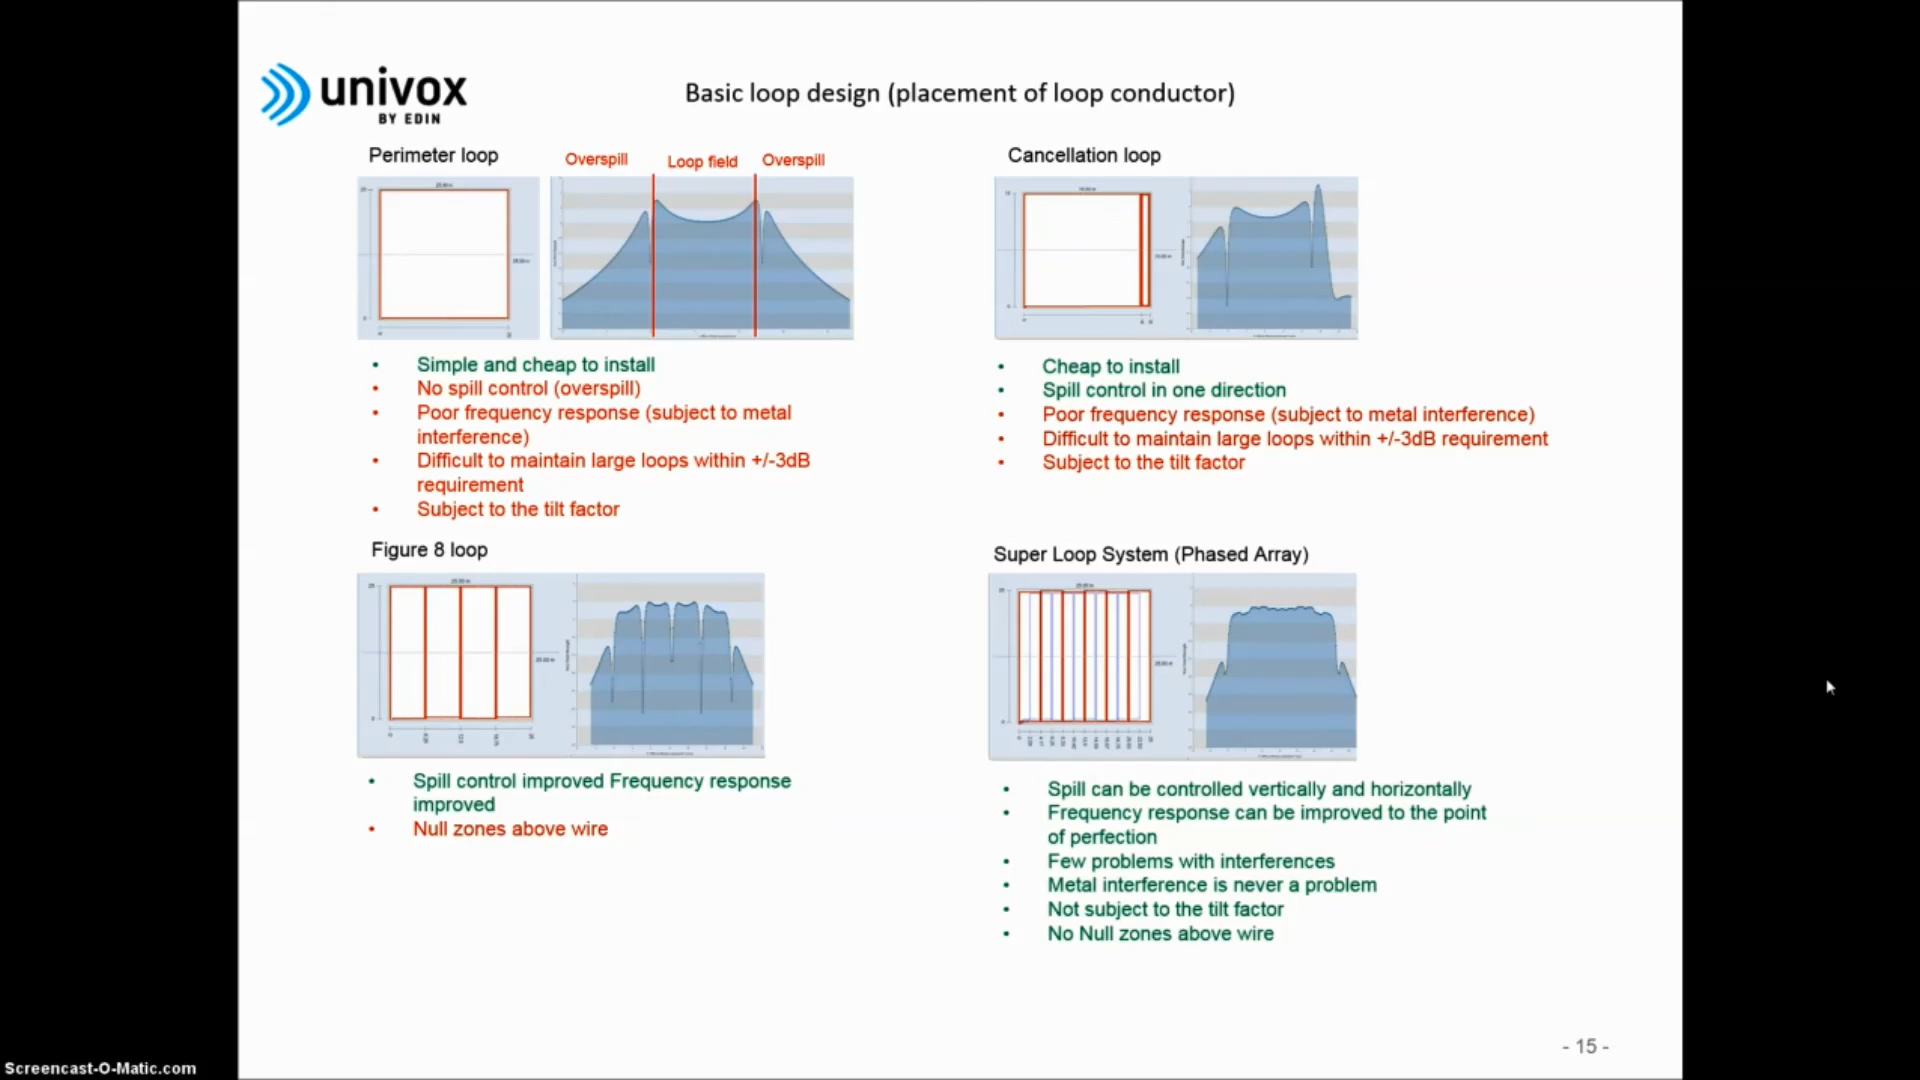 univox
BY EDIN
Basic loop design (placement of loop conductor)
Perimeter loop
Overspill
Loop field
Overspill
• Simple and cheap to install
• No spill control (overspill)
• Poor frequency response (subject to metal
interference)
• Difficult to maintain large loops within +/-3dB
requirement
• Subject to the tilt factor
Cancellation loop
• Cheap to install
• Spill control in one direction
• Poor frequency response (subject to metal interference)
• Difficult to maintain large loops within +/-3dB requirement
• Subject to the tilt factor
Figure 8 loop
• Spill control improved Frequency response
improved
• Null zones above wire
Super Loop System (Phased Array)
• Spill can be controlled vertically and horizontally
• Frequency response can be improved to the point
of perfection
• Few problems with interferences
• Metal interference is never a problem
• Not subject to the tilt factor
• No Null zones above wire
- 15 -
Screencast-O-Matic.com